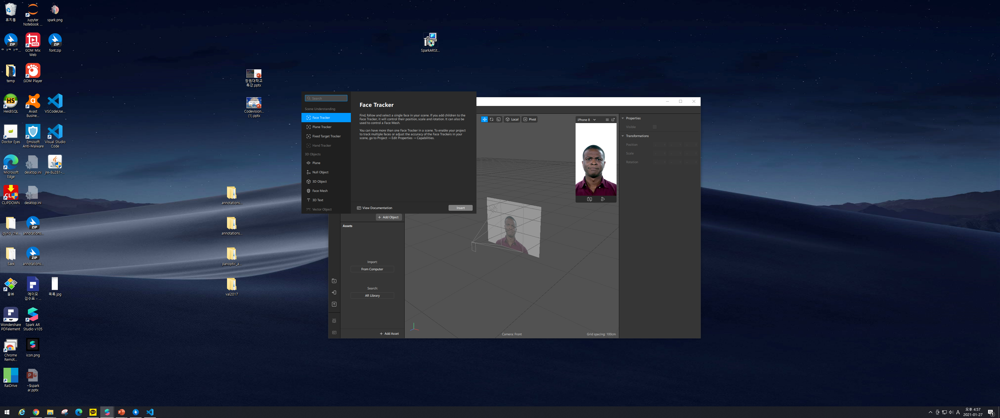 휴지통
Jupyter
Notebook ...
spark.png
GOM Mix
Web
font.zip
SparkARSt...
temp
GOM Player
창원대학교
특강.pptx
HeidiSQL
Avast
Busine...
VSCodeUse...
Codevision...
(1).pptx
Doctor Eyes
Emsisoft
Anti-Malware
Visual Studio
Code
Microsoft
Edge
desktop.ini
jre-8u281-...
CLIPDOWN
desktop.ini
annotations...
ipynb_che...
annotations...
annotations...
Baek
annotations...
panoptic_a...
꿀뷰
에이모
검수표 - ...
목록.jpg
val2017
Wondershare
PDFelement
Spark AR
Studio v105
Chrome
Remot...
icon.png
RaiDrive
~$spark
ar.pptx
Search
Scene Understanding
Face Tracker
Plane Tracker
Fixed Target Tracker
Hand Tracker
3D Objects
Plane
Null Object
3D Object
Face Mesh
3D Text
Vector Object
Face Tracker
Find, follow and select a single face in your scene. If you add children to the
Face Tracker, it will control their position, scale and rotation. It can also be
used to control a Face Mesh.
You can have more than one Face Tracker in a scene. To enable your project
to track multiple faces or adjust the accuracy of the Face Trackers in your
scene, go to Project → Edit Properties → Capabilities.
View Documentation
Insert
Add Object
Assets
Import:
From Computer
Search:
AR Library
Add Asset
Local
Pivot
iPhone 8
Camera: Front
Grid spacing: 100cm
Properties
Visible
Transformations
Position
Scale
Rotation
A
오후 4:57
2021-01-27
1